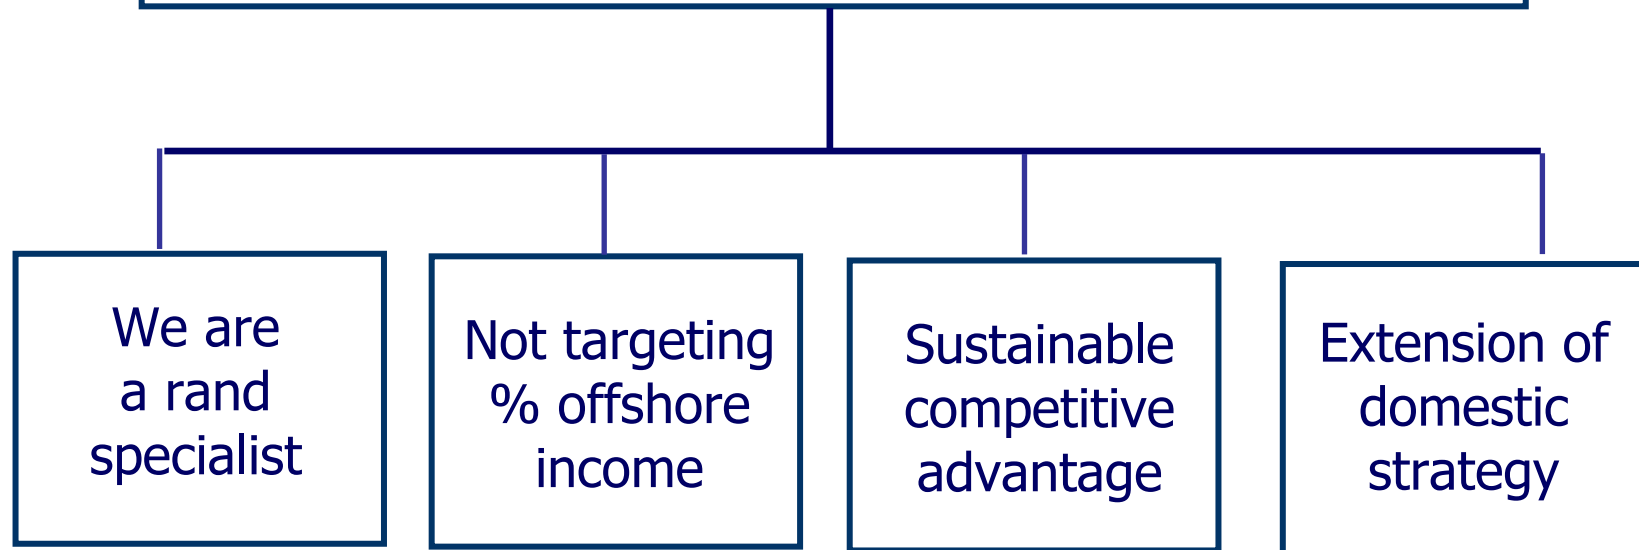 We are
a rand
specialist
Not targeting
% offshore
income
Sustainable
competitive
advantage
Extension of
domestic
strategy